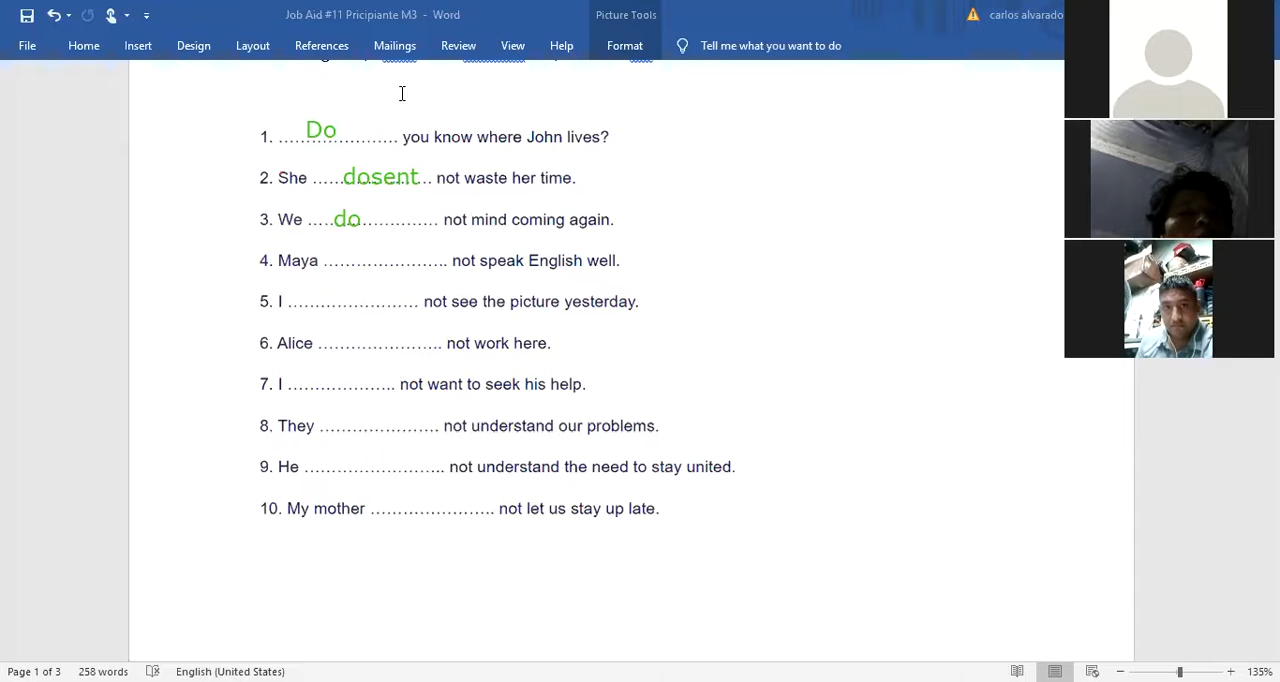 Job Aid #11 Pricipiante M3 - Word
Picture Tools
carlos alvarado
File Home Insert Design Layout References Mailings Review View Help Format Tell me what you want to do
1. ........Do.............. you know where John lives?
2. She ......dosent... not waste her time.
3. We .....do............... not mind coming again.
4. Maya ...................... not speak English well.
5. I ........................ not see the picture yesterday.
6. Alice ...................... not work here.
7. I .................... not want to seek his help.
8. They ...................... not understand our problems.
9. He .......................... not understand the need to stay united.
10. My mother ...................... not let us stay up late.
Page 1 of 3 258 words English (United States) 135%